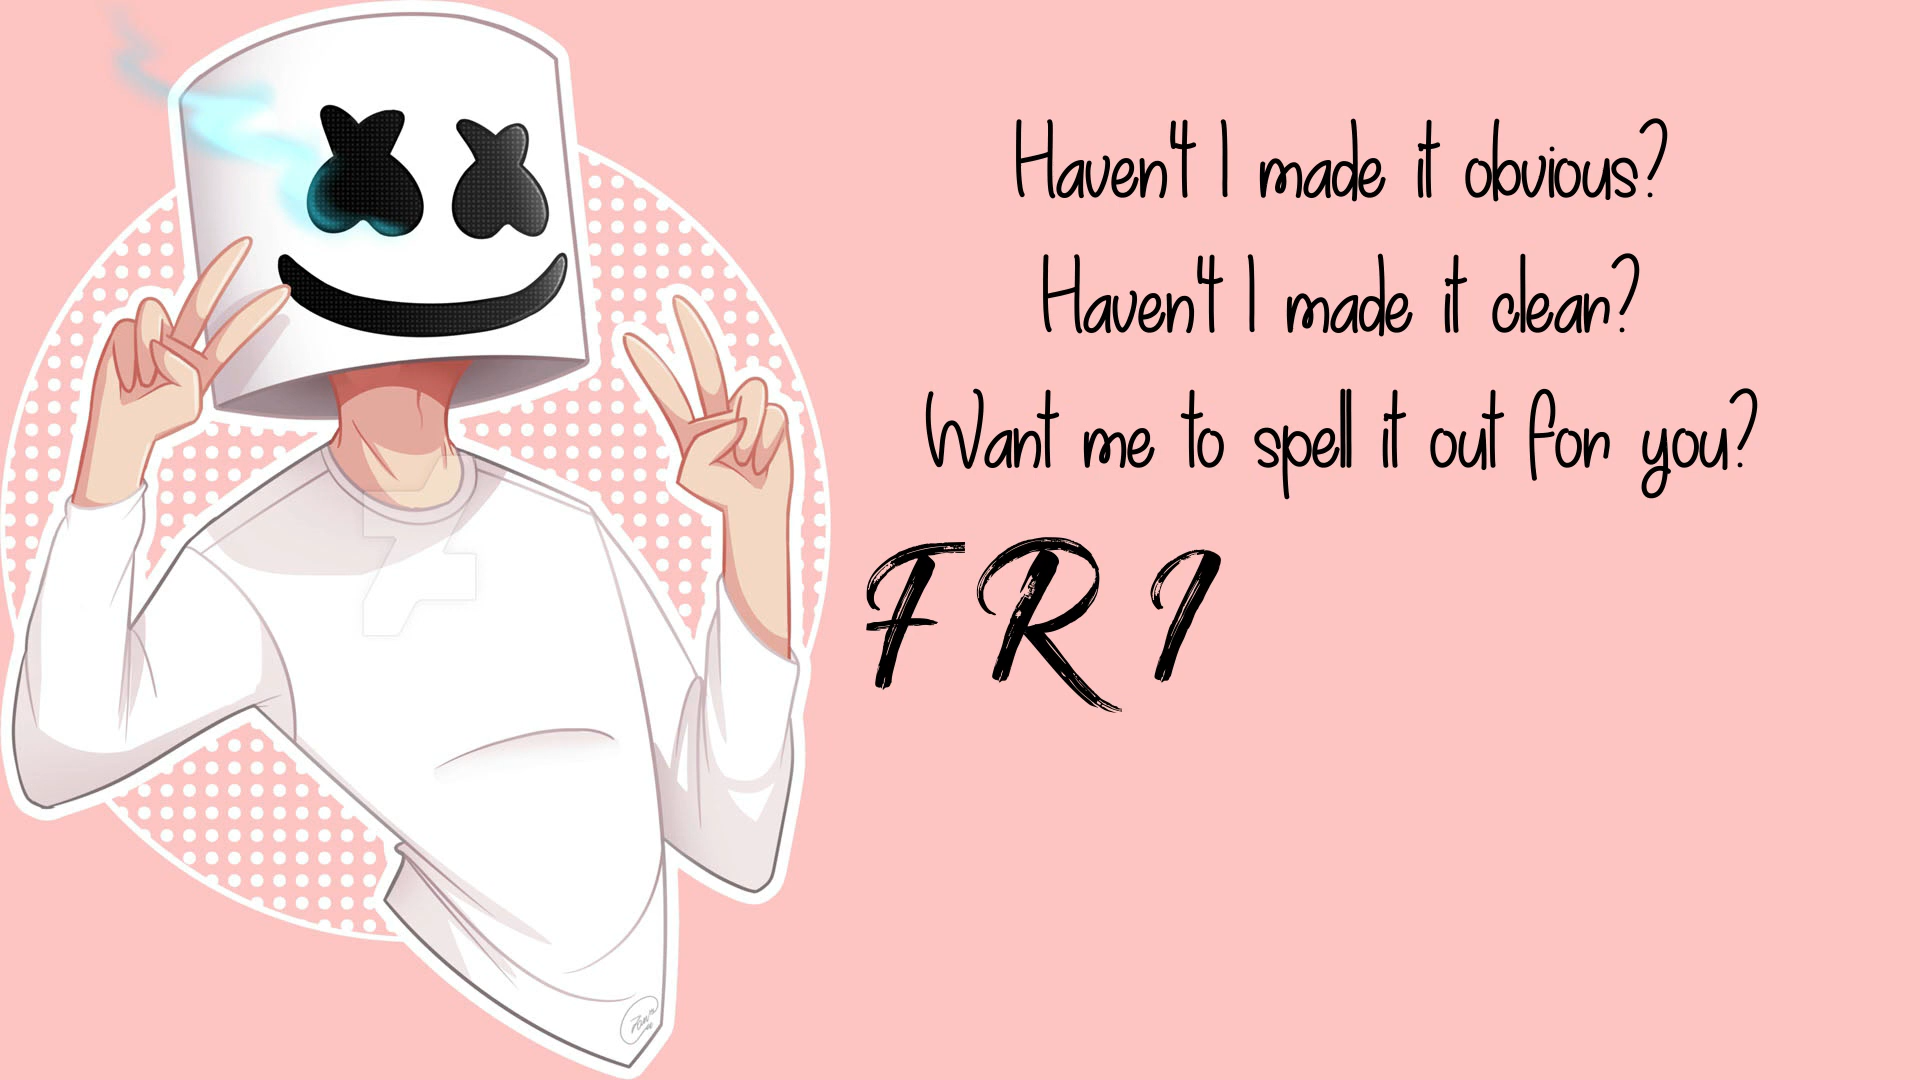 Haven't I made it obvious?
Haven't I made it clear?
Want me to spell it out for you?
F R I